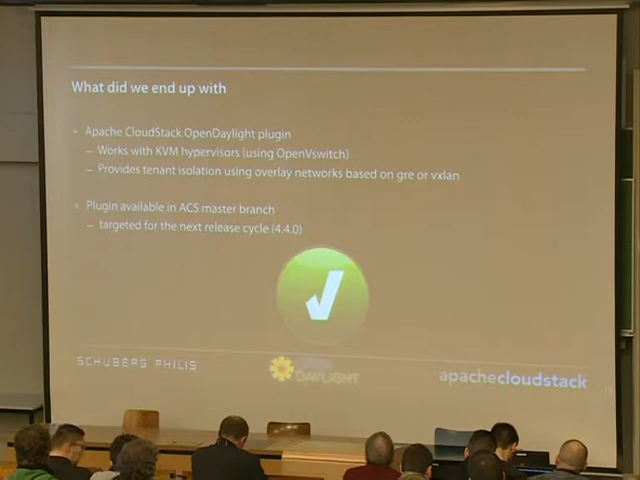 What did we end up with
Apache CloudStack OpenDaylight plugin
– Works with KVM hypervisors (using OpenVswitch)
– Provides tenant isolation using overlay networks based on gre or vxlan
Plugin available in ACS master branch
– targeted for the next release cycle (4.4.0)
SCHUBERG PHILIS
DAYLIGHT
apachecloudstack